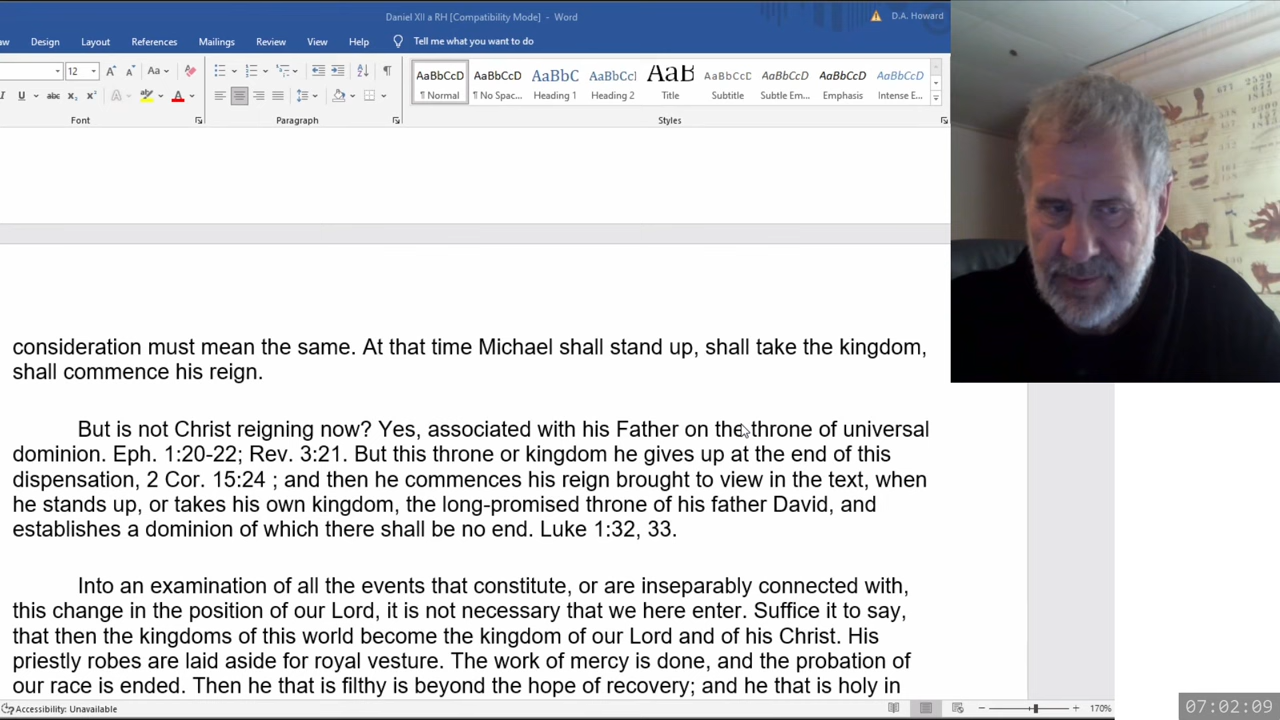 Daniel XII a RH [Compatibility Mode] - Word
D.A. Howard
aw Design Layout References Mailings Review View Help Tell me what you want to do
12 Aa
AaBbCcD AaBbCcD AaBbC AaBbCcI AaB AaBbCcD AaBbCcD AaBbCcD AaBbCcD
I U abc x₂ x² A A
¶ Normal ¶ No Spac... Heading 1 Heading 2 Title Subtitle Subtle Em... Emphasis Intense E...
Font Paragraph Styles
consideration must mean the same. At that time Michael shall stand up, shall take the kingdom,
shall commence his reign.
But is not Christ reigning now? Yes, associated with his Father on the throne of universal
dominion. Eph. 1:20-22; Rev. 3:21. But this throne or kingdom he gives up at the end of this
dispensation, 2 Cor. 15:24 ; and then he commences his reign brought to view in the text, when
he stands up, or takes his own kingdom, the long-promised throne of his father David, and
establishes a dominion of which there shall be no end. Luke 1:32, 33.
Into an examination of all the events that constitute, or are inseparably connected with,
this change in the position of our Lord, it is not necessary that we here enter. Suffice it to say,
that then the kingdoms of this world become the kingdom of our Lord and of his Christ. His
priestly robes are laid aside for royal vesture. The work of mercy is done, and the probation of
our race is ended. Then he that is filthy is beyond the hope of recovery; and he that is holy in
Accessibility: Unavailable
170%
07:02:09
2520
677